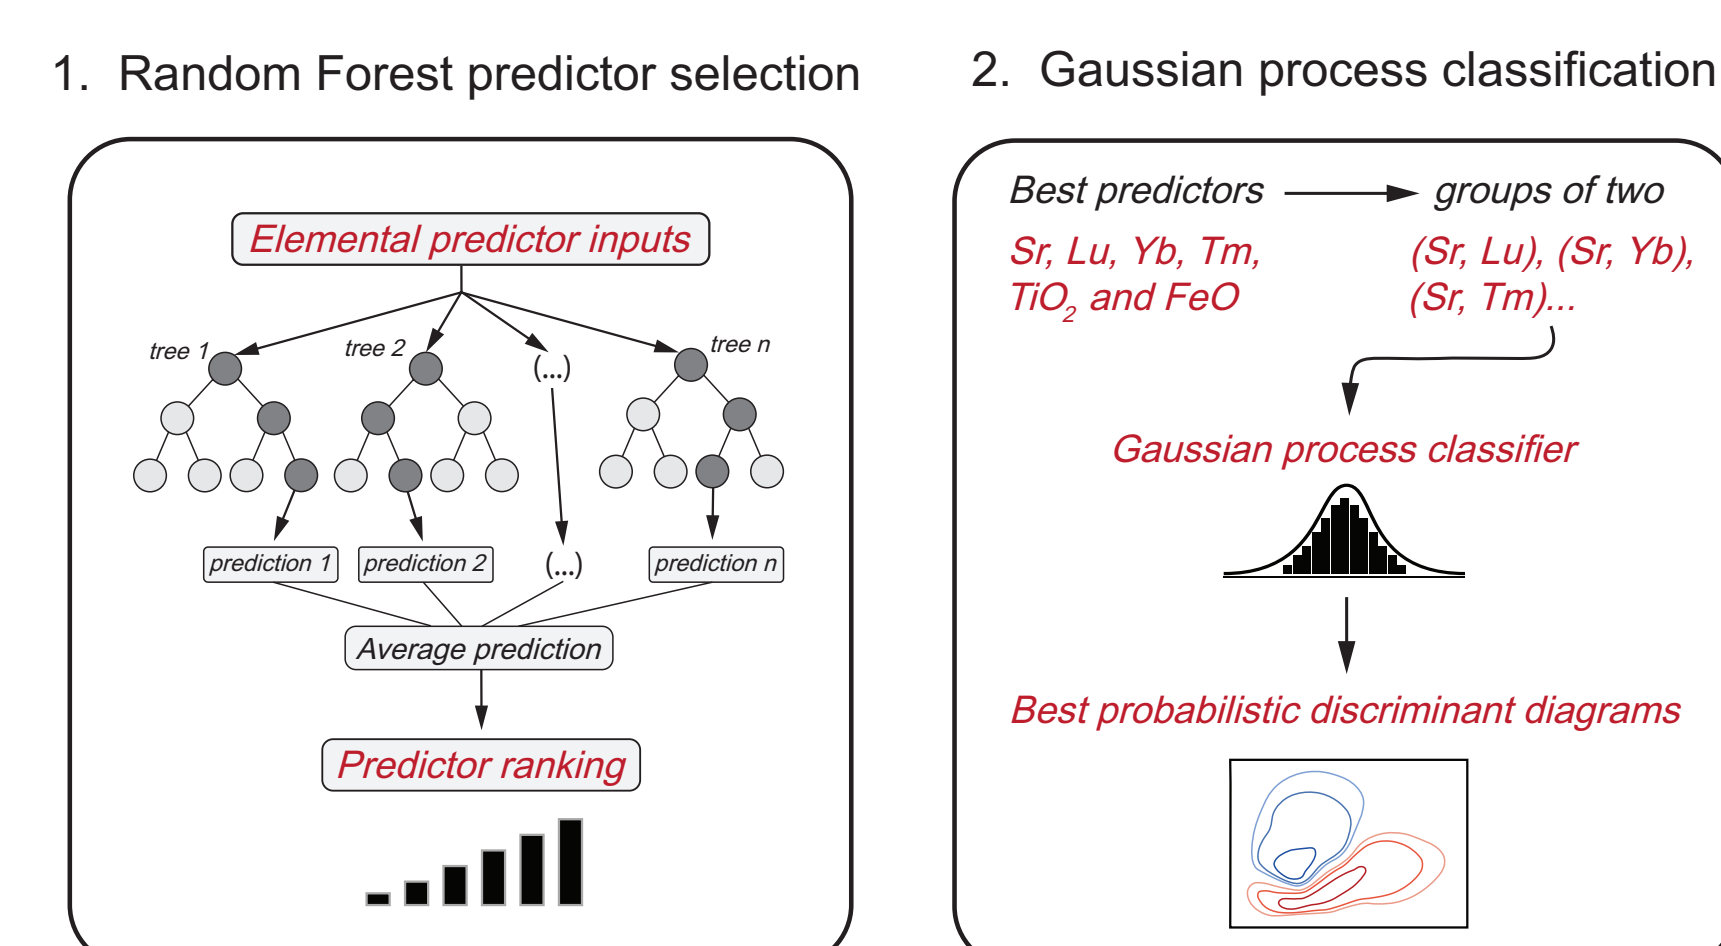 1. Random Forest predictor selection
Elemental predictor inputs
tree 1
tree 2
(...)
tree n
prediction 1
prediction 2
(...)
prediction n
Average prediction
Predictor ranking
2. Gaussian process classification
Best predictors
groups of two
Sr, Lu, Yb, Tm,
TiO₂ and FeO
(Sr, Lu), (Sr, Yb),
(Sr, Tm)...
Gaussian process classifier
Best probabilistic discriminant diagrams